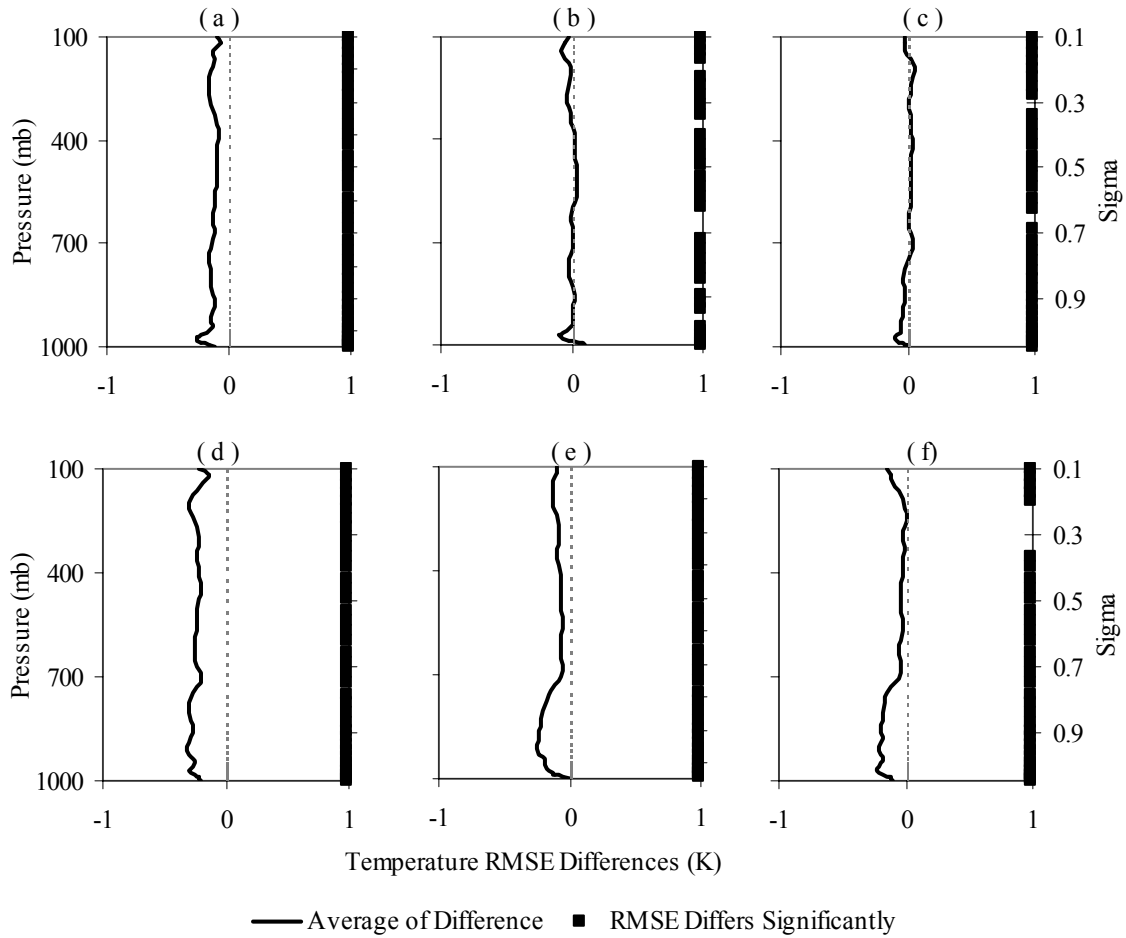 ( a )
( b )
( c )
100
400
700
1000
Pressure (mb)
0.1
0.3
0.5
0.7
0.9
Sigma
-1 0 1
-1 0 1
-1 0 1
( d )
( e )
( f )
100
400
700
1000
Pressure (mb)
0.1
0.3
0.5
0.7
0.9
Sigma
-1 0 1
-1 0 1
-1 0 1
Temperature RMSE Differences (K)
Average of Difference
RMSE Differs Significantly